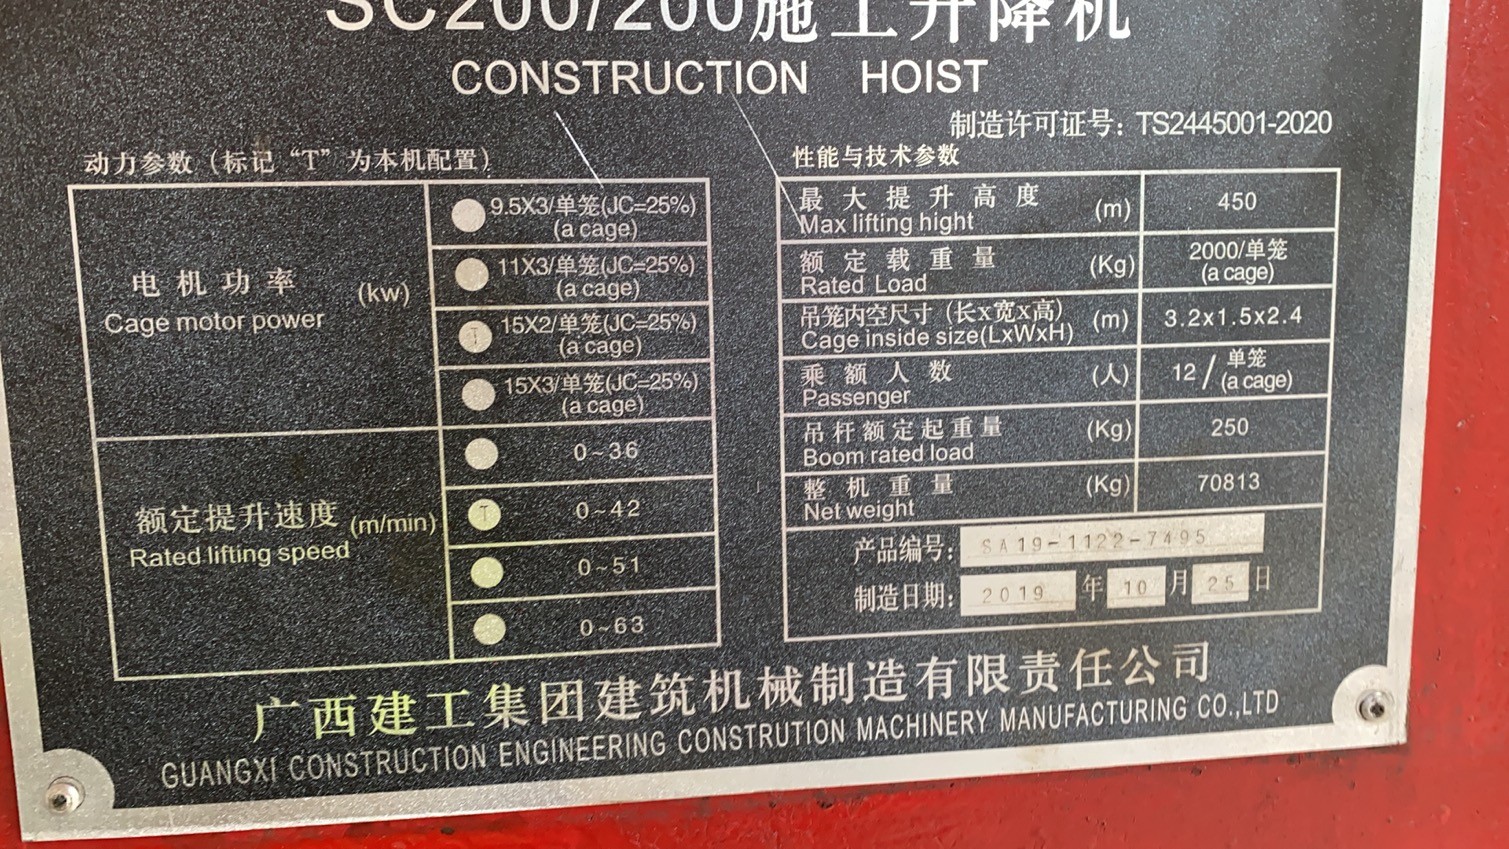 SC200/200施工升降机
CONSTRUCTION HOIST
制造许可证号：TS2445001-2020
动力参数（标记“T”为本机配置）
电机功率 (kw)
Cage motor power
9.5X3/单笼(JC=25%)
(a cage)
11X3/单笼(JC=25%)
(a cage)
T 15X2/单笼(JC=25%)
(a cage)
15X3/单笼(JC=25%)
(a cage)
额定提升速度 (m/min)
Rated lifting speed
0~36
T 0~42
0~51
0~63
性能与技术参数
最大提升高度 (m) 450
Max lifting hight
额定载重量 (Kg) 2000/单笼
Rated Load (a cage)
吊笼内空尺寸（长x宽x高） (m) 3.2x1.5x2.4
Cage inside size(LxWxH)
乘额人数 (人) 12/单笼
Passenger (a cage)
吊杆额定起重量 (Kg) 250
Boom rated load
整机重量 (Kg) 70813
Net weight
产品编号：SA19-1122-7495
制造日期：2019年10月25日
广西建工集团建筑机械制造有限责任公司
GUANGXI CONSTRUCTION ENGINEERING CONSTRUTION MACHINERY MANUFACTURING CO.,LTD